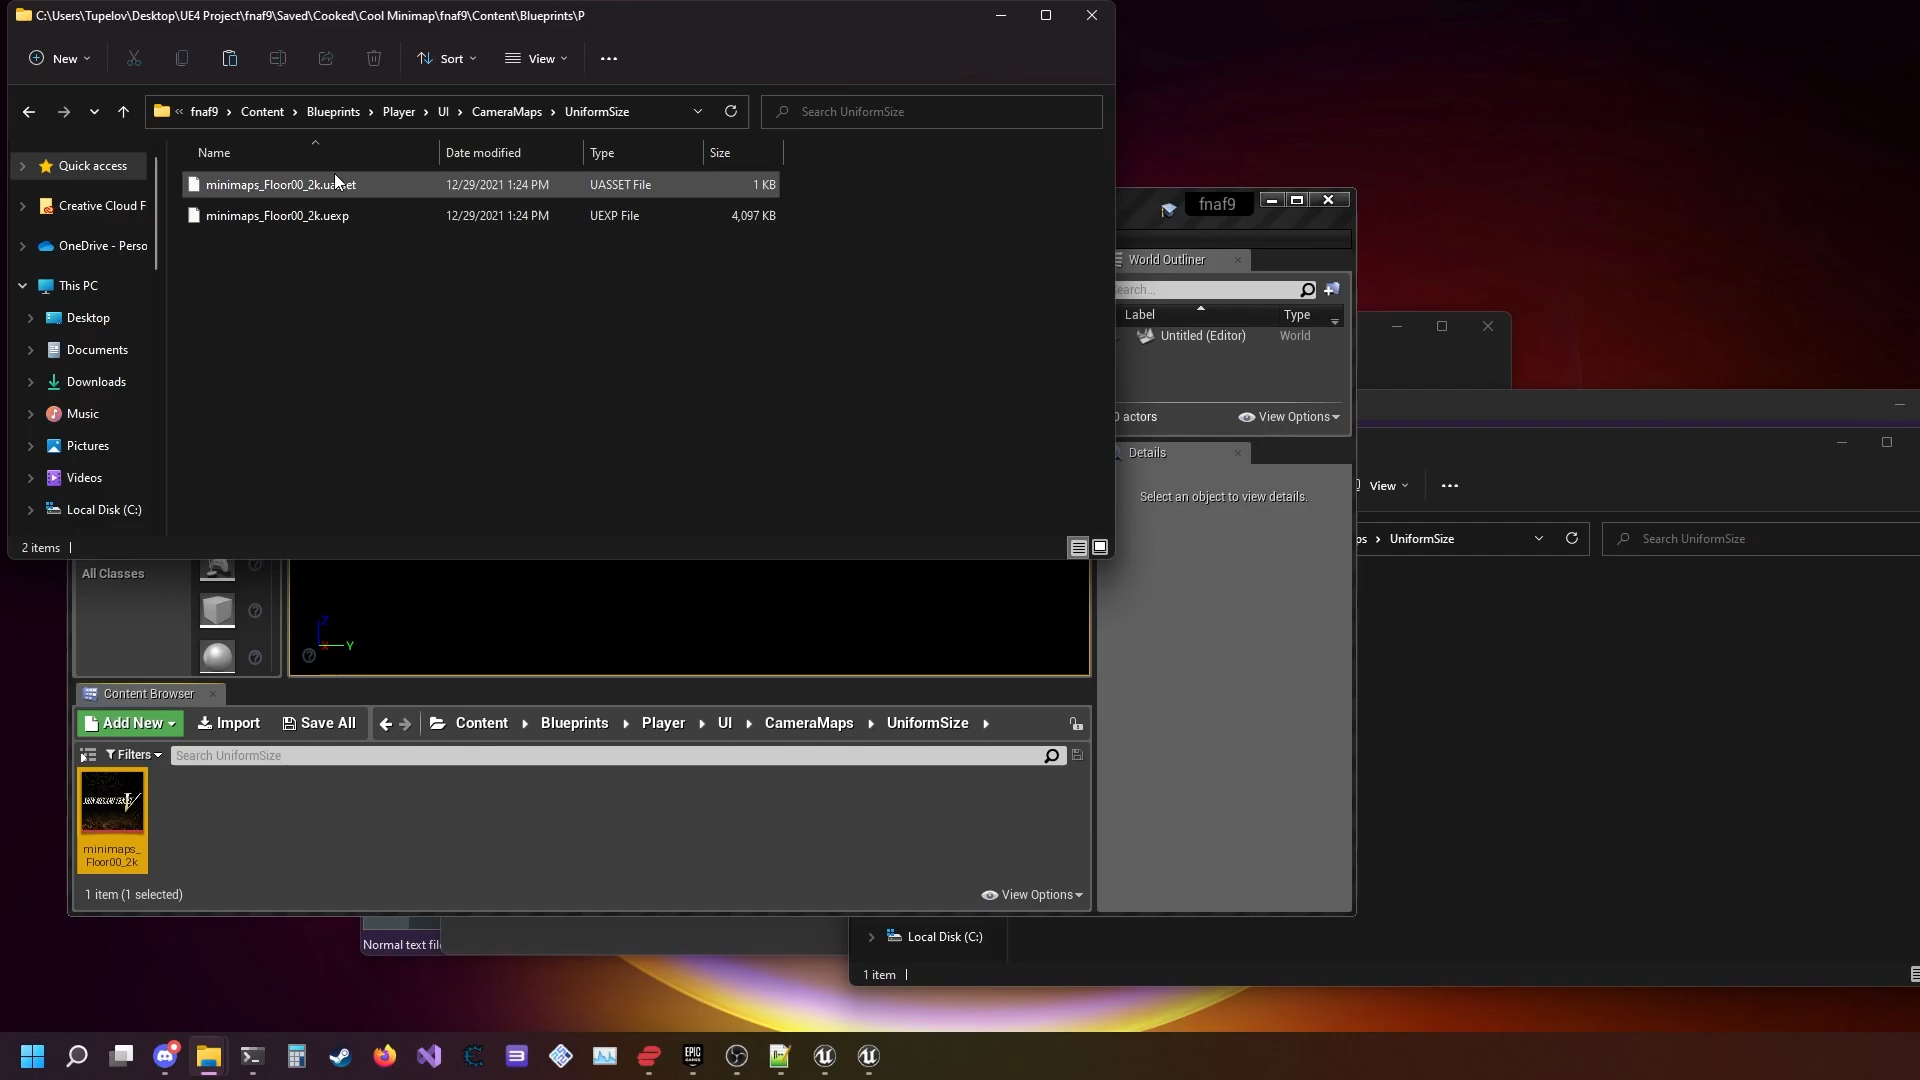 C:\Users\Tupelov\Desktop\UE4 Project\fnaf9\Saved\Cooked\Cool Minimap\fnaf9\Content\Blueprints\P
New
Sort
View
fnaf9 › Content › Blueprints › Player › UI › CameraMaps › UniformSize
Search UniformSize
Name
Date modified
Type
Size
Quick access
minimaps_Floor00_2k.uasset
12/29/2021 1:24 PM
UASSET File
1 KB
Creative Cloud F
minimaps_Floor00_2k.uexp
12/29/2021 1:24 PM
UEXP File
4,097 KB
OneDrive - Perso
This PC
Desktop
Documents
Downloads
Music
Pictures
Videos
Local Disk (C:)
2 items
fnaf9
World Outliner
earch...
Label
Type
Untitled (Editor)
World
0 actors
View Options
Details
Select an object to view details.
View
ps › UniformSize
Search UniformSize
All Classes
Z
X
Y
Content Browser
Add New
Import
Save All
Content
Blueprints
Player
UI
CameraMaps
UniformSize
Filters
Search UniformSize
minimaps_
Floor00_2k
1 item (1 selected)
View Options
Normal text fil
Local Disk (C:)
1 item
EPIC
GAMES